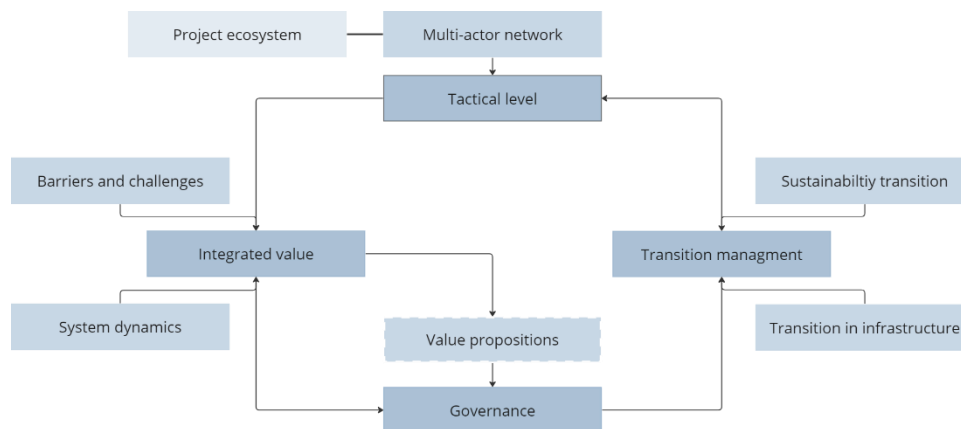 Project ecosystem
Multi-actor network
Tactical level
Barriers and challenges
Sustainabiltiy transition
Integrated value
Transition managment
System dynamics
Value propositions
Transition in infrastructure
Governance